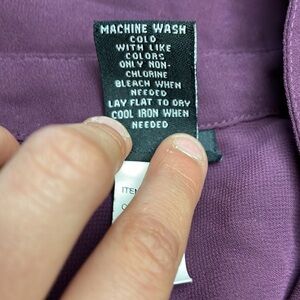 MACHINE WASH
COLD
WITH LIKE
COLORS
ONLY NON-
CHLORINE
BLEACH WHEN
NEEDED
LAY FLAT TO DRY
COOL IRON WHEN
NEEDED
ITE